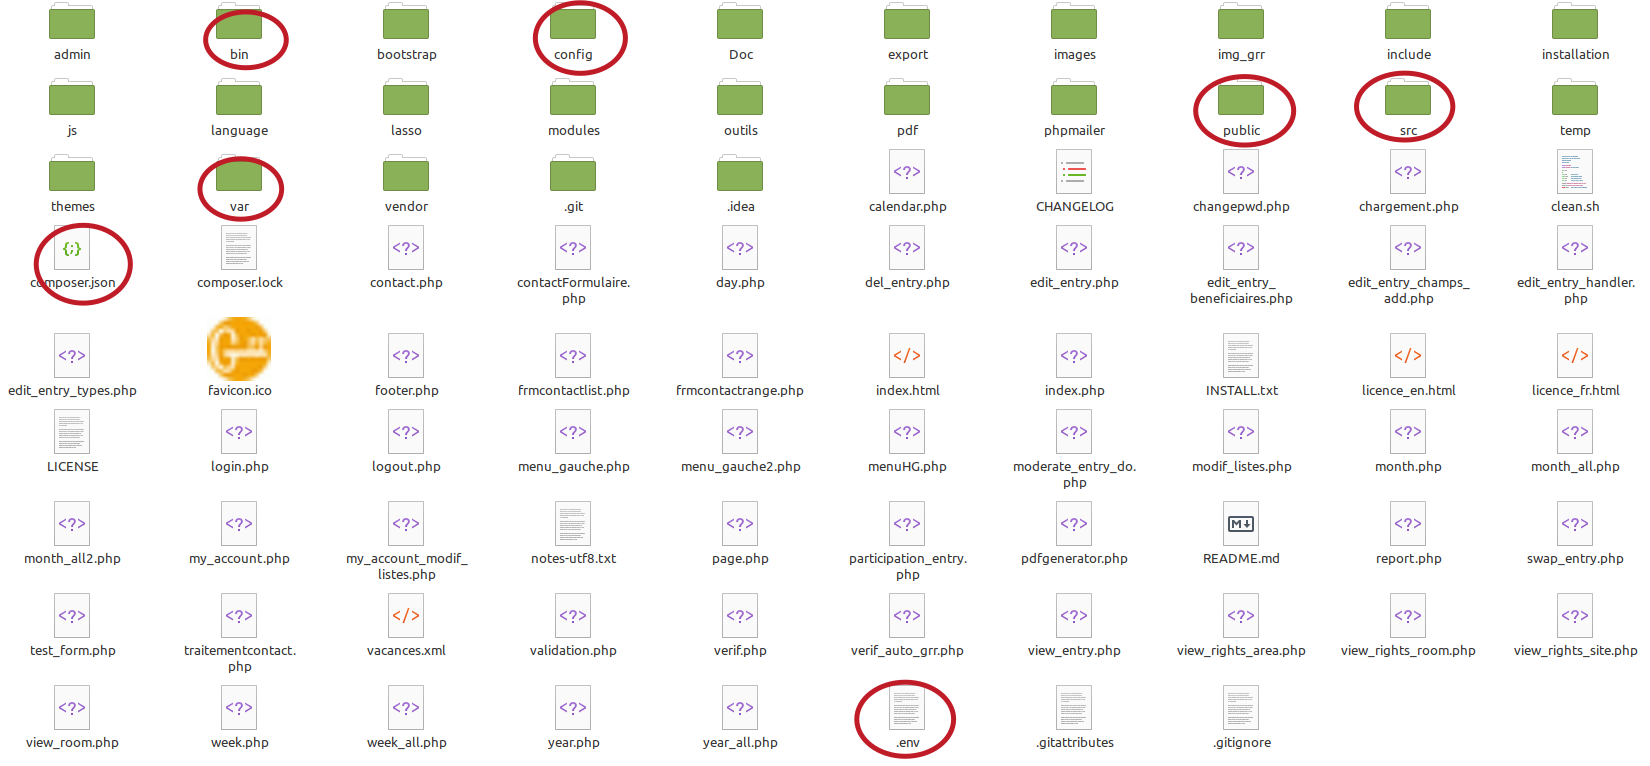 admin bin bootstrap config Doc export images img_grr include installation
js language lasso modules outils pdf phpmailer public src temp
themes var vendor .git .idea calendar.php CHANGELOG changepwd.php chargement.php clean.sh
composer.json composer.lock contact.php contactFormulaire. day.php del_entry.php edit_entry.php edit_entry_ edit_entry_champs_ edit_entry_handler.
php beneficiaires.php add.php php
edit_entry_types.php favicon.ico footer.php frmcontactlist.php frmcontactrange.php index.html index.php INSTALL.txt licence_en.html licence_fr.html
LICENSE login.php logout.php menu_gauche.php menu_gauche2.php menuHG.php moderate_entry_do. modif_listes.php month.php month_all.php
php
month_all2.php my_account.php my_account_modif_ notes-utf8.txt page.php participation_entry. pdfgenerator.php README.md report.php swap_entry.php
listes.php php
test_form.php traitementcontact. vacances.xml validation.php verif.php verif_auto_grr.php view_entry.php view_rights_area.php view_rights_room.php view_rights_site.php
php
view_room.php week.php week_all.php year.php year_all.php .env .gitattributes .gitignore